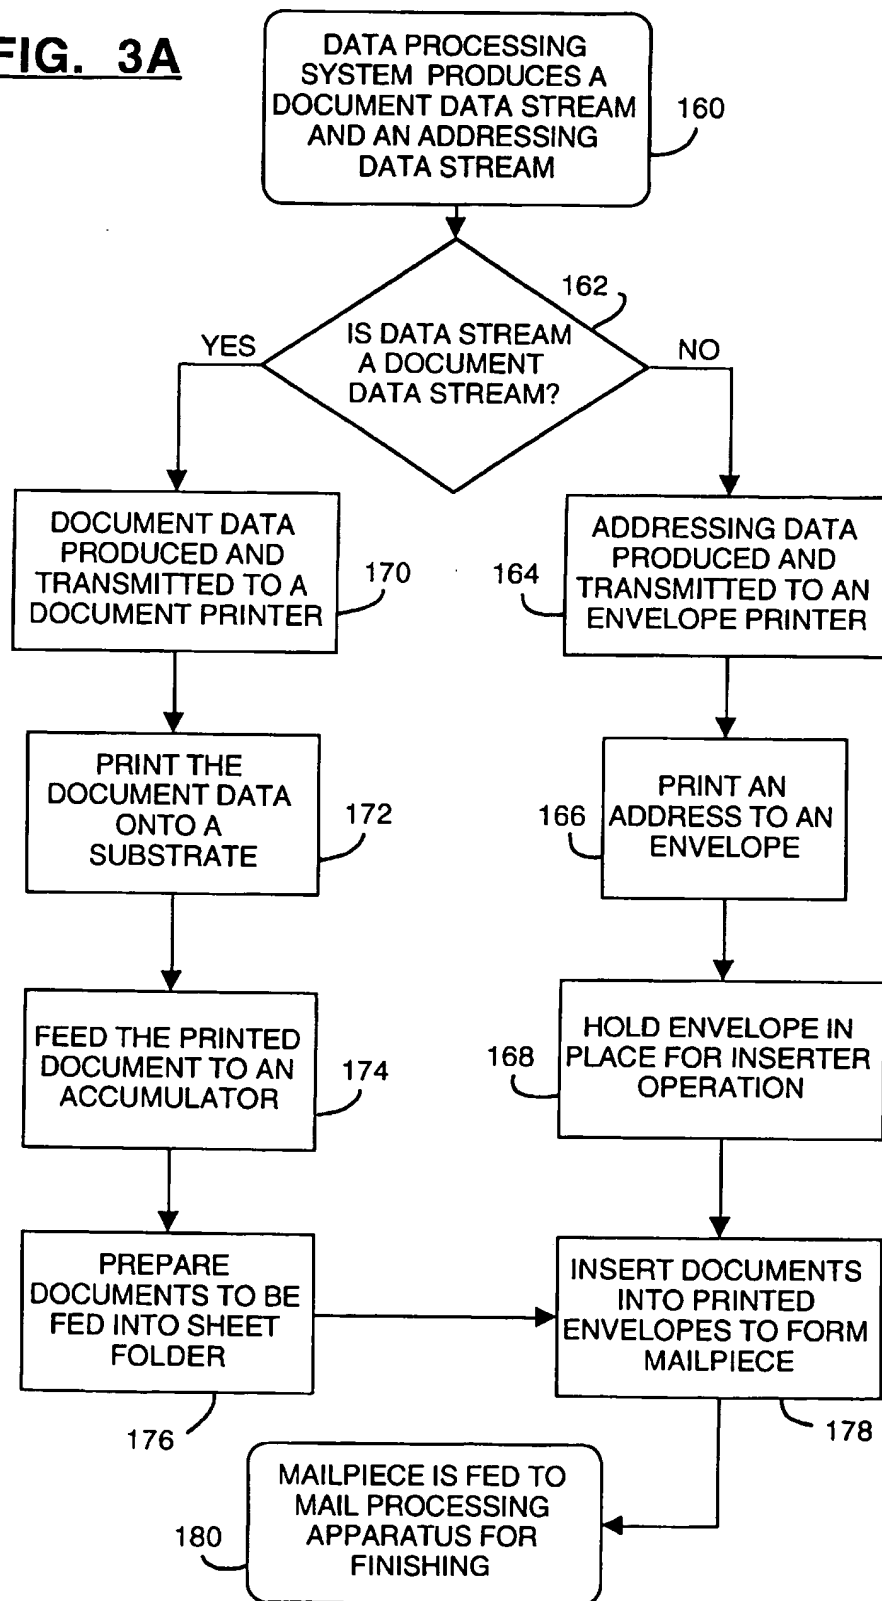 FIG. 3A
DATA PROCESSING
SYSTEM PRODUCES A
DOCUMENT DATA STREAM
AND AN ADDRESSING
DATA STREAM
160
162
IS DATA STREAM
A DOCUMENT
DATA STREAM?
YES
NO
DOCUMENT DATA
PRODUCED AND
TRANSMITTED TO A
DOCUMENT PRINTER
170
164
ADDRESSING DATA
PRODUCED AND
TRANSMITTED TO AN
ENVELOPE PRINTER
PRINT THE
DOCUMENT DATA
ONTO A
SUBSTRATE
172
166
PRINT AN
ADDRESS TO AN
ENVELOPE
FEED THE PRINTED
DOCUMENT TO AN
ACCUMULATOR
174
168
HOLD ENVELOPE IN
PLACE FOR INSERTER
OPERATION
PREPARE
DOCUMENTS TO BE
FED INTO SHEET
FOLDER
176
INSERT DOCUMENTS
INTO PRINTED
ENVELOPES TO FORM
MAILPIECE
178
MAILPIECE IS FED TO
MAIL PROCESSING
APPARATUS FOR
FINISHING
180